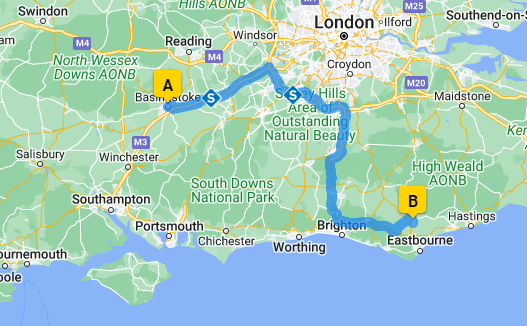 Swindon
Hills AONB
M25
London
Ilford
Southend-on-S
M4
Reading
Windsor
North Wessex
Downs AONB
M4
Croydon
A
M20
Basingstoke
S
S
Surrey Hills
Area of
Outstanding
Natural Beauty
Maidstone
M3
Salisbury
Winchester
High Weald
AONB
South Downs
National Park
Southampton
B
Portsmouth
Chichester
Worthing
Brighton
Hastings
Eastbourne
ournemouth
oole